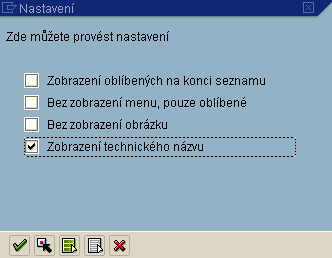 Nastavení
Zde můžete provést nastavení
Zobrazení oblíbených na konci seznamu
Bez zobrazení menu, pouze oblíbené
Bez zobrazení obrázku
Zobrazení technického názvu